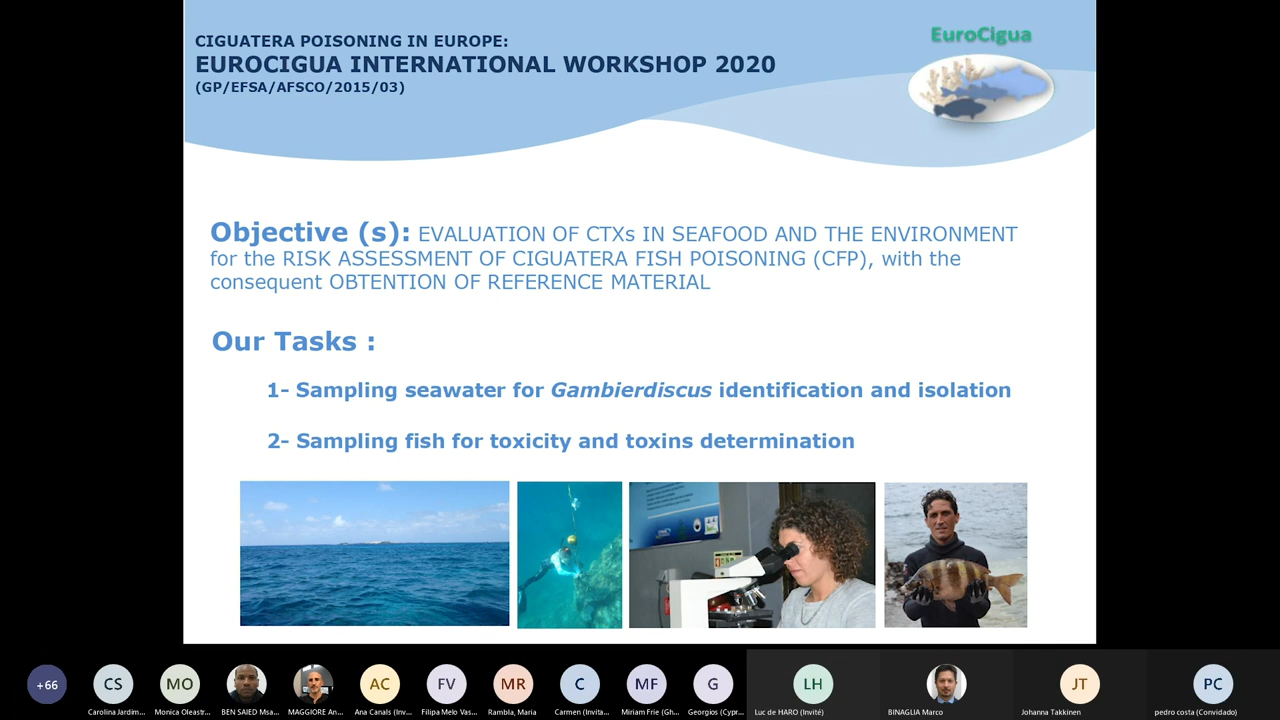 CIGUATERA POISONING IN EUROPE:
EUROCIGUA INTERNATIONAL WORKSHOP 2020
(GP/EFSA/AFSCO/2015/03)
EuroCigua
Objective (s): EVALUATION OF CTXs IN SEAFOOD AND THE ENVIRONMENT
for the RISK ASSESSMENT OF CIGUATERA FISH POISONING (CFP), with the
consequent OBTENTION OF REFERENCE MATERIAL
Our Tasks :
1- Sampling seawater for Gambierdiscus identification and isolation
2- Sampling fish for toxicity and toxins determination
+66
CS
MO
AC
FV
MR
C
MF
G
LH
JT
PC
Carolina Jardim...
Monica Oleastr...
BEN SAIED Msa...
MAGGIORE An...
Ana Canals (Inv...
Filipa Melo Vas...
Rambla, Maria
Carmen (Invita...
Miriam Frie (Gh...
Georgios (Cypr...
Luc de HARO (Invité)
BINAGLIA Marco
Johanna Takkinen
pedro costa (Convidado)